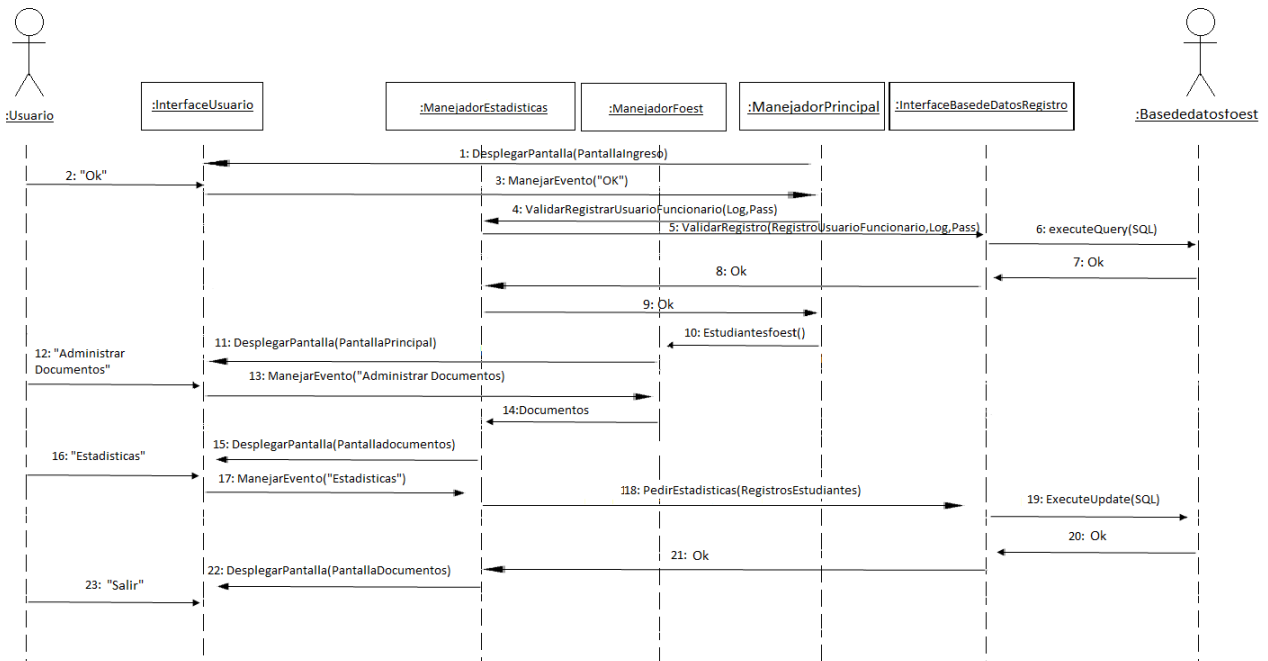 :Usuario
:InterfaceUsuario
:ManejadorEstadisticas
:ManejadorFoest
:ManejadorPrincipal
:InterfaceBasedeDatosRegistro
:Basededatosfoest
1: DesplegarPantalla(PantallaIngreso)
2: "Ok"
3: ManejarEvento("OK")
4: ValidarRegistrarUsuarioFuncionario(Log,Pass)
5: ValidarRegistro(RegistroUsuarioFuncionario,Log,Pass)
6: executeQuery(SQL)
7: Ok
8: Ok
9: Ok
10: Estudiantesfoest()
11: DesplegarPantalla(PantallaPrincipal)
12: "Administrar
Documentos"
13: ManejarEvento("Administrar Documentos)
14:Documentos
15: DesplegarPantalla(Pantalladocumentos)
16: "Estadisticas"
17: ManejarEvento("Estadisticas")
118: PedirEstadisticas(RegistrosEstudiantes)
19: ExecuteUpdate(SQL)
20: Ok
21: Ok
22: DesplegarPantalla(PantallaDocumentos)
23: "Salir"